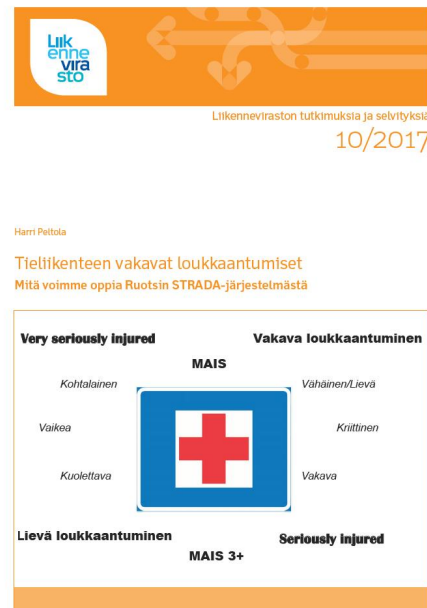 Liik
enne
vira
sto
Liikenneviraston tutkimuksia ja selvityksiä
10/2017
Harri Peltola
Tieliikenteen vakavat loukkaantumiset
Mitä voimme oppia Ruotsin STRADA-järjestelmästä
Very seriously injured
Vakava loukkaantuminen
MAIS
Kohtalainen
Vähäinen/Lievä
Vaikea
Kriittinen
Kuolettava
Vakava
Lievä loukkaantuminen
Seriously injured
MAIS 3+